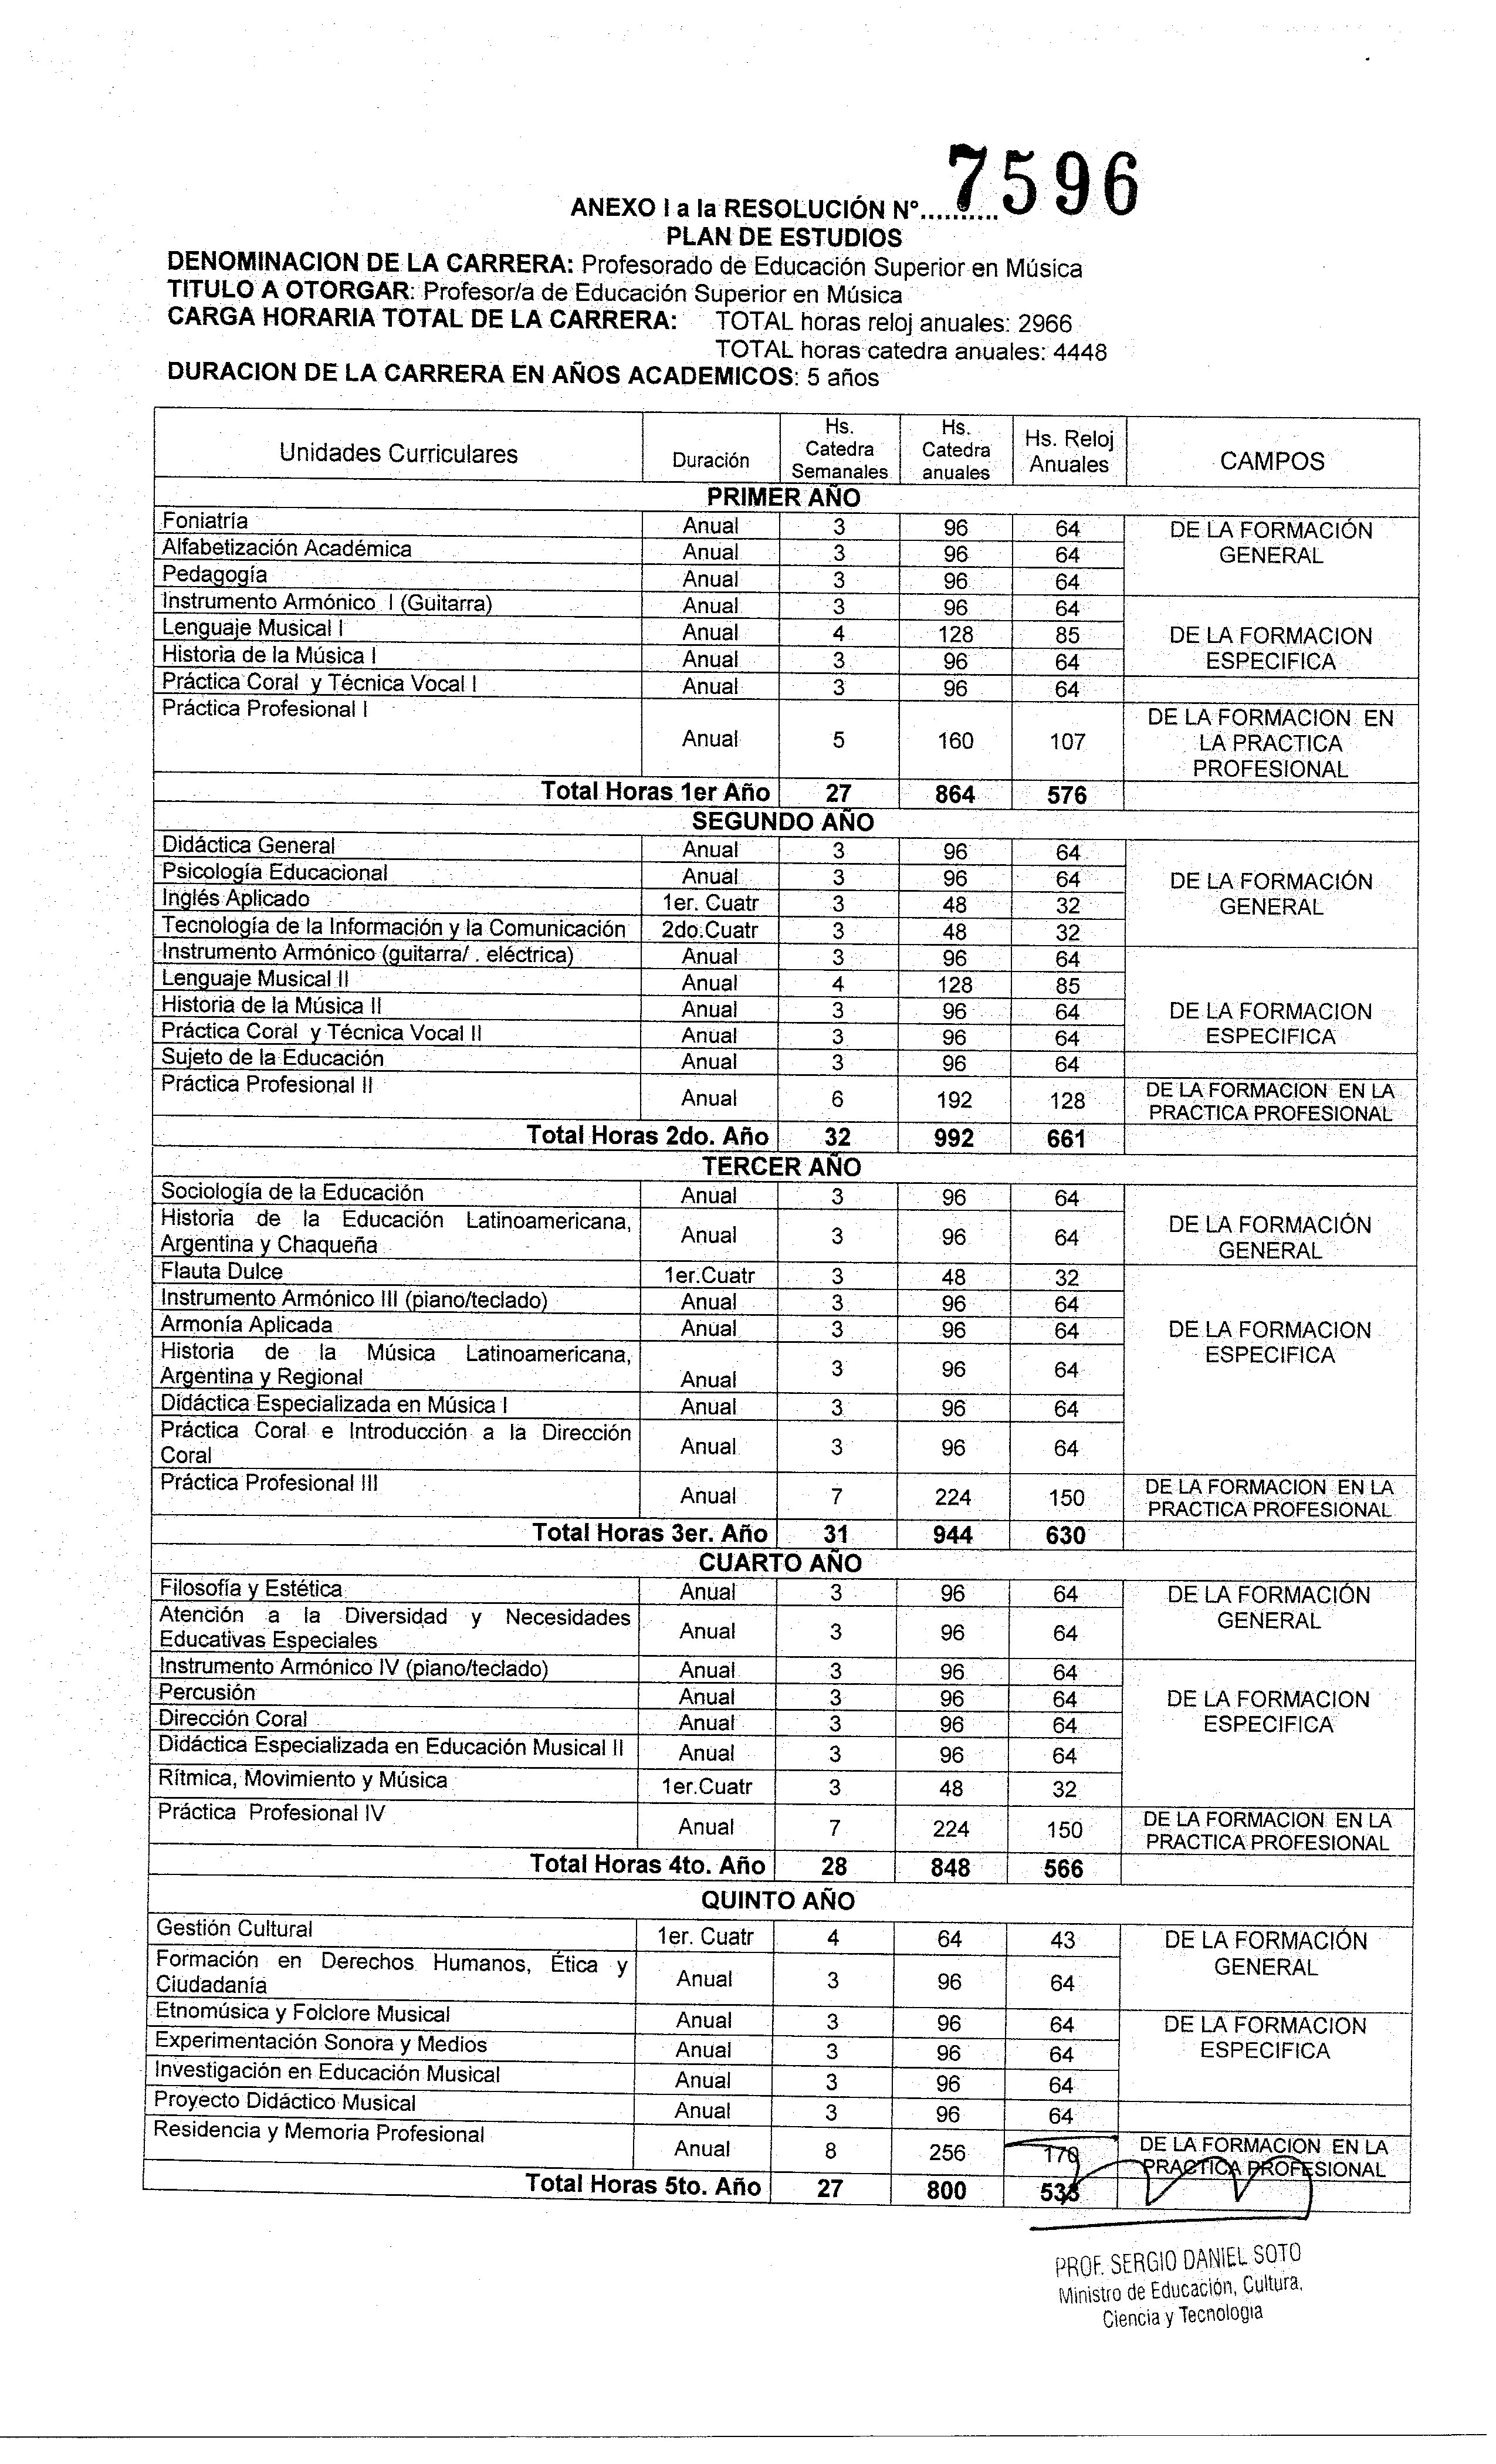 7596
ANEXO I a la RESOLUCIÓN Nº..........
PLAN DE ESTUDIOS
DENOMINACION DE LA CARRERA: Profesorado de Educación Superior en Música
TITULO A OTORGAR: Profesor/a de Educación Superior en Música
CARGA HORARIA TOTAL DE LA CARRERA: TOTAL horas reloj anuales: 2966
TOTAL horas catedra anuales: 4448
DURACION DE LA CARRERA EN AÑOS ACADEMICOS: 5 años
Unidades Curriculares Duración Hs. Catedra Semanales Hs. Catedra anuales Hs. Reloj Anuales CAMPOS
PRIMER AÑO
Foniatría Anual 3 96 64 DE LA FORMACIÓN
Alfabetización Académica Anual 3 96 64 GENERAL
Pedagogía Anual 3 96 64
Instrumento Armónico I (Guitarra) Anual 3 96 64
Lenguaje Musical I Anual 4 128 85 DE LA FORMACION
Historia de la Música I Anual 3 96 64 ESPECIFICA
Práctica Coral y Técnica Vocal I Anual 3 96 64
Práctica Profesional I DE LA FORMACION EN
Anual 5 160 107 LA PRACTICA
PROFESIONAL
Total Horas 1er Año 27 864 576
SEGUNDO AÑO
Didáctica General Anual 3 96 64
Psicología Educacional Anual 3 96 64 DE LA FORMACIÓN
Inglés Aplicado 1er. Cuatr 3 48 32 GENERAL
Tecnología de la Información y la Comunicación 2do.Cuatr 3 48 32
Instrumento Armónico (guitarra/ . eléctrica) Anual 3 96 64
Lenguaje Musical II Anual 4 128 85
Historia de la Música II Anual 3 96 64 DE LA FORMACION
Práctica Coral y Técnica Vocal II Anual 3 96 64 ESPECIFICA
Sujeto de la Educación Anual 3 96 64
Práctica Profesional II Anual 6 192 128 DE LA FORMACION EN LA
PRACTICA PROFESIONAL
Total Horas 2do. Año 32 992 661
TERCER AÑO
Sociología de la Educación Anual 3 96 64
Historia de la Educación Latinoamericana, DE LA FORMACIÓN
Argentina y Chaqueña Anual 3 96 64 GENERAL
Flauta Dulce 1er.Cuatr 3 48 32
Instrumento Armónico III (piano/teclado) Anual 3 96 64
Armonía Aplicada Anual 3 96 64 DE LA FORMACION
Historia de la Música Latinoamericana, ESPECIFICA
Argentina y Regional Anual 3 96 64
Didáctica Especializada en Música I Anual 3 96 64
Práctica Coral e Introducción a la Dirección
Coral Anual 3 96 64
Práctica Profesional III Anual 7 224 150 DE LA FORMACION EN LA
PRACTICA PROFESIONAL
Total Horas 3er. Año 31 944 630
CUARTO AÑO
Filosofía y Estética Anual 3 96 64 DE LA FORMACIÓN
Atención a la Diversidad y Necesidades GENERAL
Educativas Especiales Anual 3 96 64
Instrumento Armónico IV (piano/teclado) Anual 3 96 64
Percusión Anual 3 96 64 DE LA FORMACION
Dirección Coral Anual 3 96 64 ESPECIFICA
Didáctica Especializada en Educación Musical II Anual 3 96 64
Rítmica, Movimiento y Música 1er.Cuatr 3 48 32
Práctica Profesional IV Anual 7 224 150 DE LA FORMACION EN LA
PRACTICA PROFESIONAL
Total Horas 4to. Año 28 848 566
QUINTO AÑO
Gestión Cultural 1er. Cuatr 4 64 43 DE LA FORMACIÓN
Formación en Derechos Humanos, Ética y GENERAL
Ciudadanía Anual 3 96 64
Etnomúsica y Folclore Musical Anual 3 96 64 DE LA FORMACION
Experimentación Sonora y Medios Anual 3 96 64 ESPECIFICA
Investigación en Educación Musical Anual 3 96 64
Proyecto Didáctico Musical Anual 3 96 64
Residencia y Memoria Profesional Anual 8 256 170 DE LA FORMACION EN LA
PRACTICA PROFESIONAL
Total Horas 5to. Año 27 800 533
PROF. SERGIO DANIEL SOTO
Ministro de Educación, Cultura,
Ciencia y Tecnología